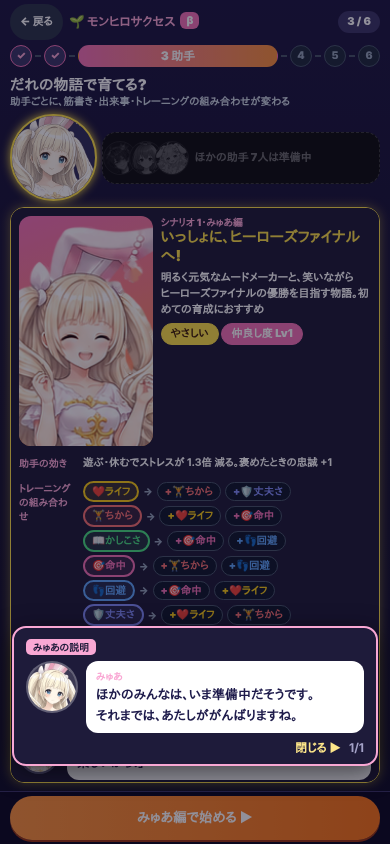 ← 戻る
🌱 モンヒロサクセス β
3 / 6
✓ ✓ 3 助手 4 5 6
だれの物語で育てる?
助手ごとに、筋書き・出来事・トレーニングの組み合わせが変わる
ほかの助手 7人は準備中
シナリオ 1・みゅあ編
いっしょに、ヒーローズファイナル
へ!
明るく元気なムードメーカーと、笑いながら
ヒーローズファイナルの優勝を目指す物語。初
めての育成におすすめ
やさしい 仲良し度 Lv1
助手の効き 遊ぶ・休むでストレスが 1.3倍 減る。褒めたときの忠誠 +1
トレーニング
の組み合わ
せ
❤️ライフ → +🏋️ちから +🛡️丈夫さ
🏋️ちから → +❤️ライフ +🎯命中
📖かしこさ → +🎯命中 +👣回避
🎯命中 → +🏋️ちから +👣回避
👣回避 → +🎯命中 +❤️ライフ
🛡️丈夫さ → +❤️ライフ +🏋️ちから
みゅあの説明
みゅあ
ほかのみんなは、いま準備中だそうです。
それまでは、あたしががんばりますね。
閉じる ▶ 1/1
みゅあ編で始める ▶